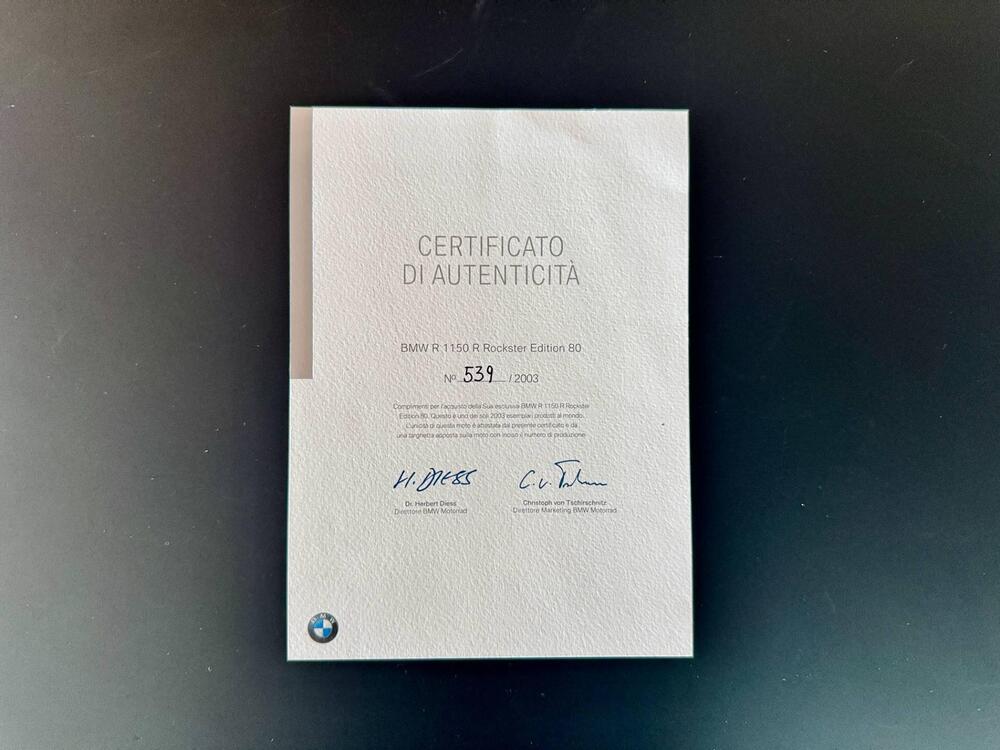 CERTIFICATO
DI AUTENTICITÀ
BMW R 1150 R Rockster Edition 80
Nº 539 / 2003
Complimenti per l'acquisto della Sua esclusiva BMW R 1150 R Rockster
Edition 80. Questo è uno dei soli 2003 esemplari prodotti al mondo.
L'unicità di questa moto è attestata dal presente certificato e da
una targhetta apposta sulla moto con inciso il numero di produzione.
H. DIESS
C. v.
Dr. Herbert Diess
Direttore BMW Motorrad
Christoph von Tschirschnitz
Direttore Marketing BMW Motorrad
BMW